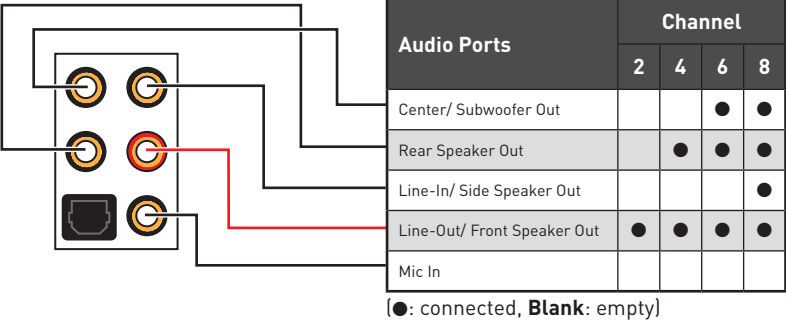 Audio Ports
Channel
2 4 6 8
Center/ Subwoofer Out ● ●
Rear Speaker Out ● ● ●
Line-In/ Side Speaker Out ●
Line-Out/ Front Speaker Out ● ● ● ●
Mic In
(●: connected, Blank: empty)